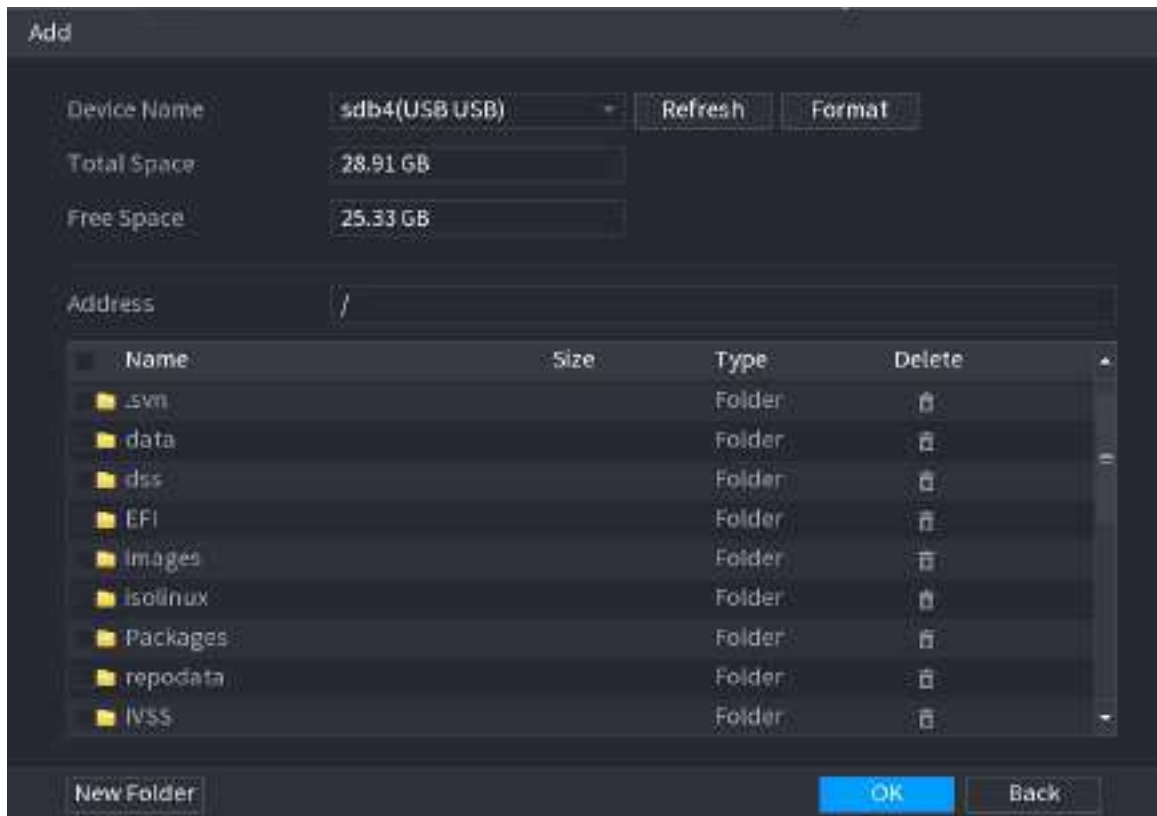 Add
Device Name sdb4(USB USB) Refresh Format
Total Space 28.91 GB
Free Space 25.33 GB
Address /
Name Size Type Delete
.svn Folder
data Folder
dss Folder
EFI Folder
images Folder
isolinux Folder
Packages Folder
repodata Folder
IVSS Folder
New Folder OK Back